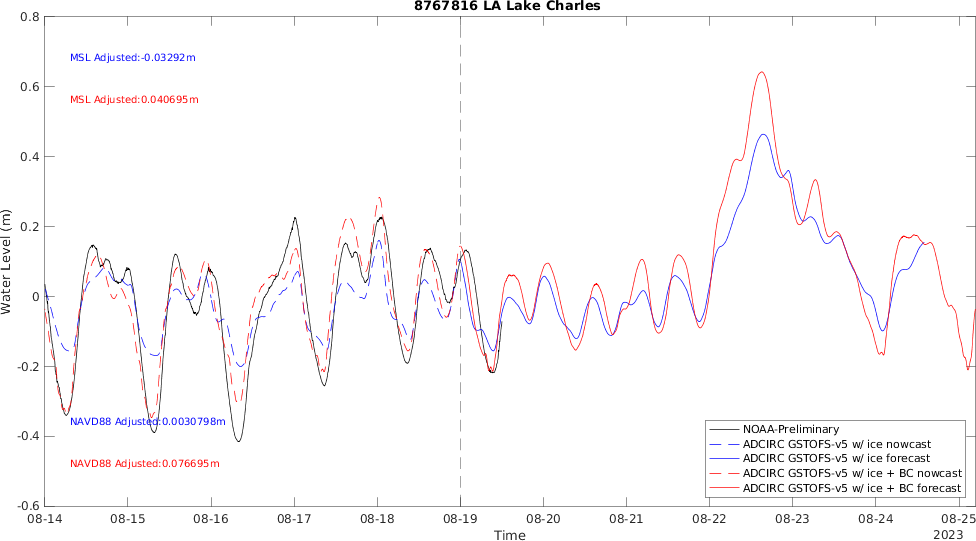 8767816 LA Lake Charles
0.8
0.6
0.4
0.2
0
-0.2
-0.4
-0.6
Water Level (m)
MSL Adjusted:-0.03292m
MSL Adjusted:0.040695m
NAVD88 Adjusted:0.0030798m
NAVD88 Adjusted:0.076695m
NOAA-Preliminary
ADCIRC GSTOFS-v5 w/ ice nowcast
ADCIRC GSTOFS-v5 w/ ice forecast
ADCIRC GSTOFS-v5 w/ ice + BC nowcast
ADCIRC GSTOFS-v5 w/ ice + BC forecast
08-14 08-15 08-16 08-17 08-18 08-19 08-20 08-21 08-22 08-23 08-24 08-25
Time
2023